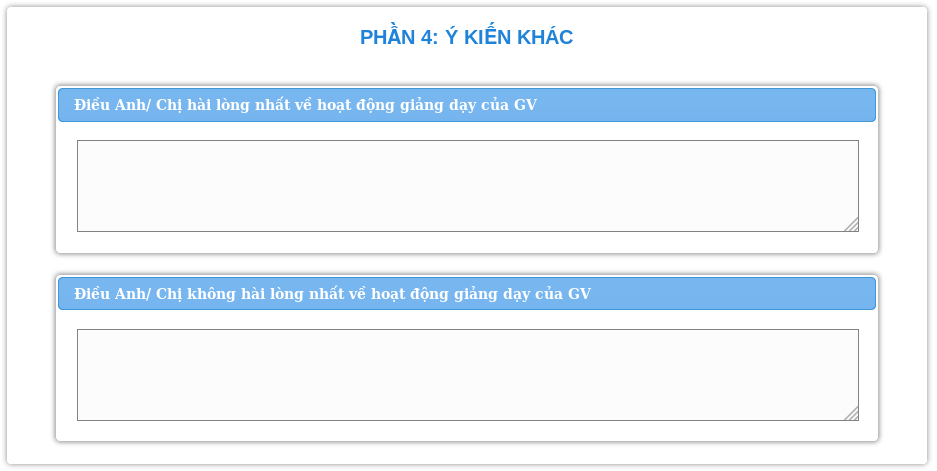 PHẦN 4: Ý KIẾN KHÁC
Điều Anh/ Chị hài lòng nhất về hoạt động giảng dạy của GV
Điều Anh/ Chị không hài lòng nhất về hoạt động giảng dạy của GV